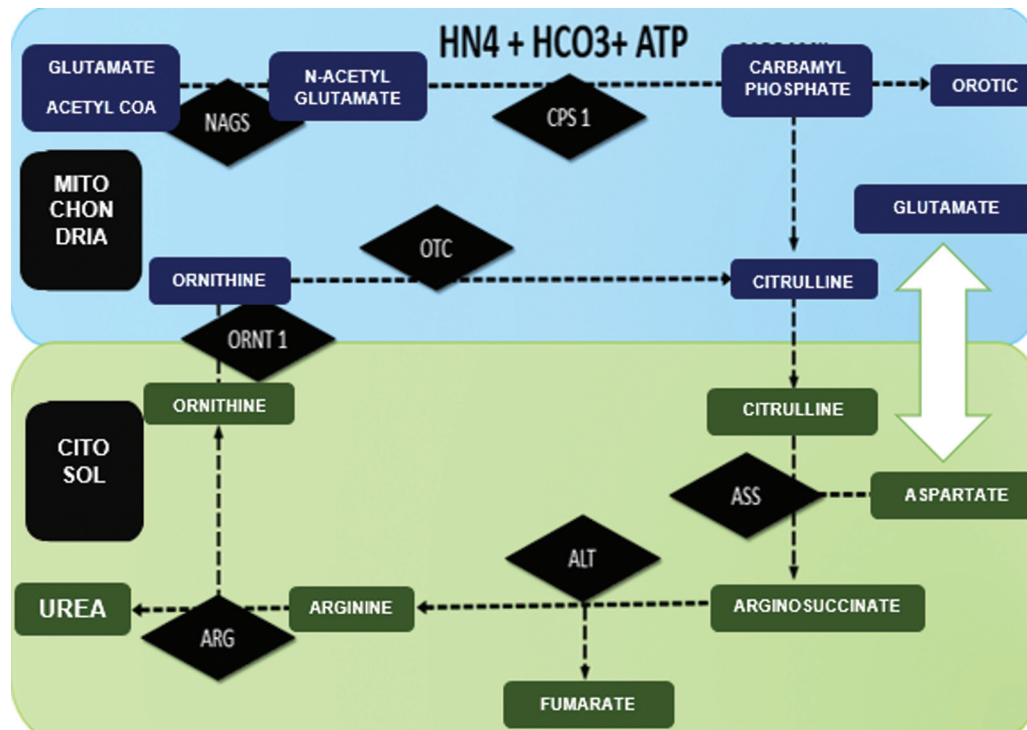 HN4 + HCO3+ ATP
GLUTAMATE
ACETYL COA
NAGS
N-ACETYL
GLUTAMATE
CPS 1
CARBAMYL
PHOSPHATE
OROTIC
MITO
CHON
DRIA
GLUTAMATE
OTC
ORNITHINE
CITRULLINE
ORNT 1
ORNITHINE
CITRULLINE
CITO
SOL
ASS
ASPARTATE
ALT
UREA
ARG
ARGININE
ARGINOSUCCINATE
FUMARATE